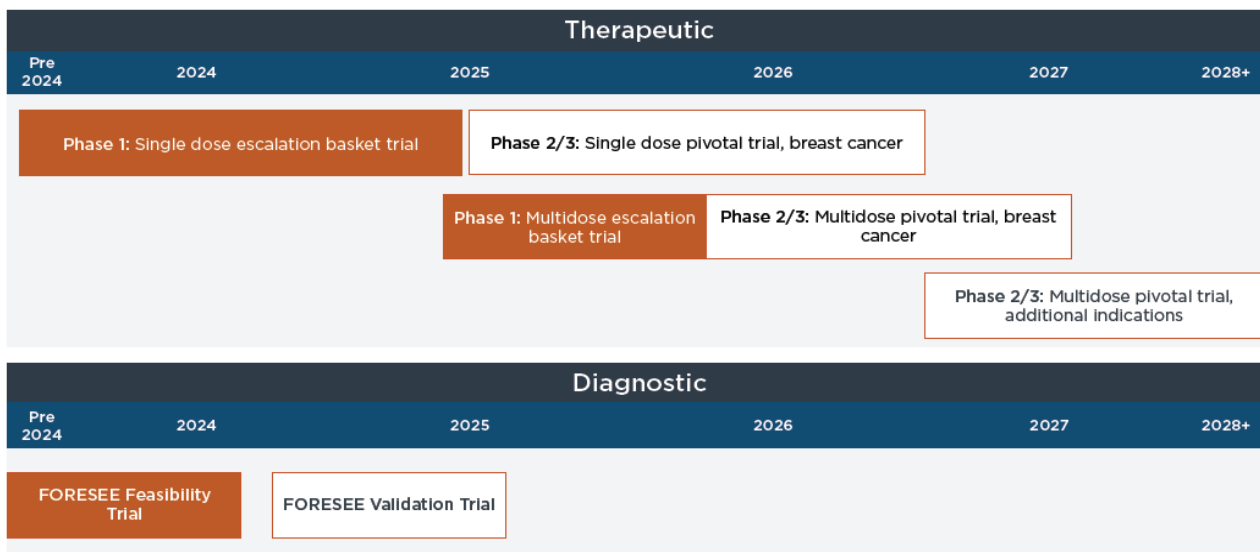 Therapeutic
Pre
2024
2024
2025
2026
2027
2028+
Phase 1: Single dose escalation basket trial
Phase 2/3: Single dose pivotal trial, breast cancer
Phase 1: Multidose escalation
basket trial
Phase 2/3: Multidose pivotal trial, breast
cancer
Phase 2/3: Multidose pivotal trial,
additional indications
Diagnostic
Pre
2024
2024
2025
2026
2027
2028+
FORESEE Feasibility
Trial
FORESEE Validation Trial